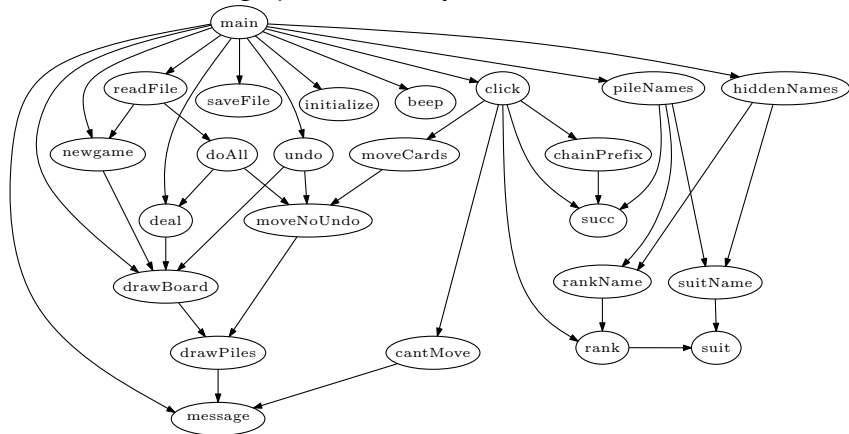 main
readFile
saveFile
initialize
beep
click
pileNames
hiddenNames
newgame
doAll
undo
moveCards
chainPrefix
deal
moveNoUndo
succ
drawBoard
rankName
suitName
drawPiles
cantMove
rank
suit
message